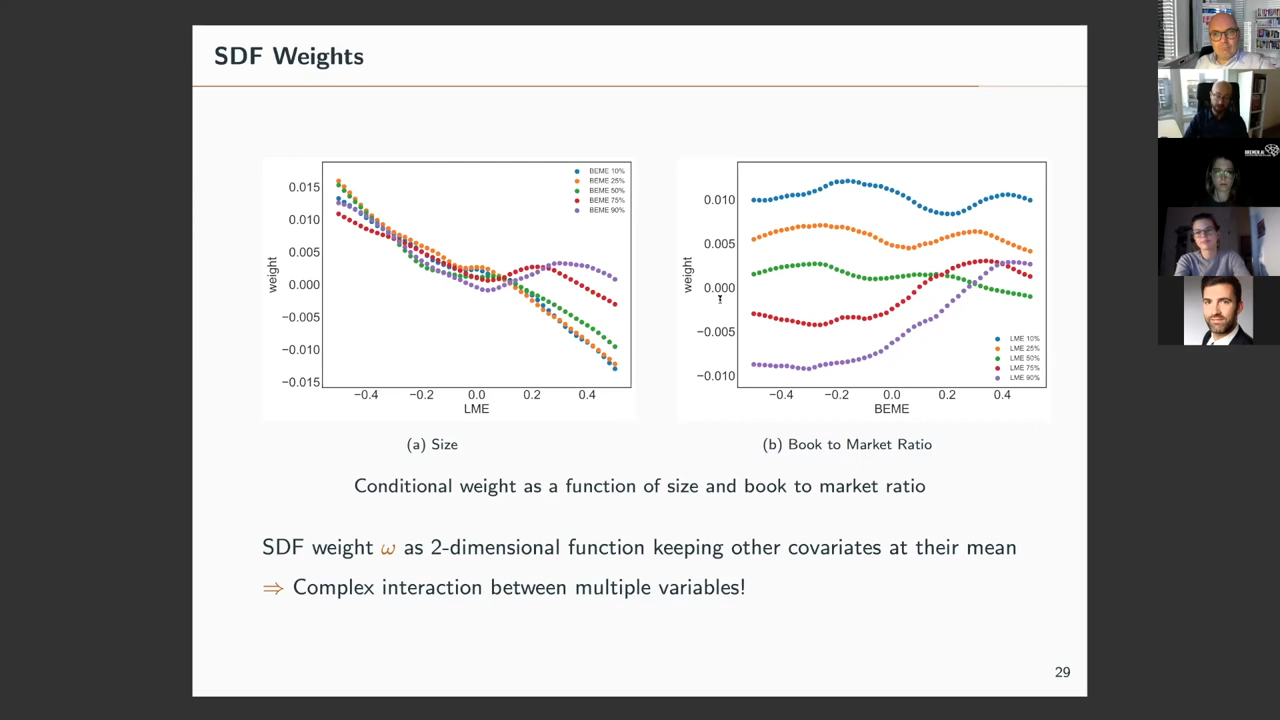 SDF Weights
BREMEN.AI
0.015
0.010
0.005
0.000
−0.005
−0.010
−0.015
weight
−0.4 −0.2 0.0 0.2 0.4
LME
BEME 10%
BEME 25%
BEME 50%
BEME 75%
BEME 90%
(a) Size
0.010
0.005
0.000
−0.005
−0.010
weight
−0.4 −0.2 0.0 0.2 0.4
BEME
LME 10%
LME 25%
LME 50%
LME 75%
LME 90%
(b) Book to Market Ratio
Conditional weight as a function of size and book to market ratio
SDF weight ω as 2-dimensional function keeping other covariates at their mean
⇒ Complex interaction between multiple variables!
29